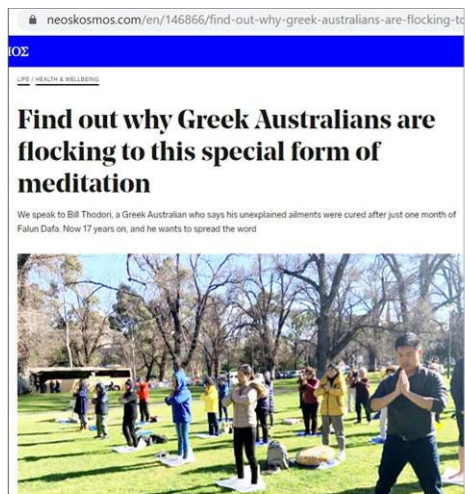 neoskosmos.com/en/146866/find-out-why-greek-australians-are-flocking-to
ΟΣ
LIFE / HEALTH & WELLBEING
Find out why Greek Australians are
flocking to this special form of
meditation
We speak to Bill Thodori, a Greek Australian who says his unexplained ailments were cured after just one month of
Falun Dafa. Now 17 years on, and he wants to spread the word